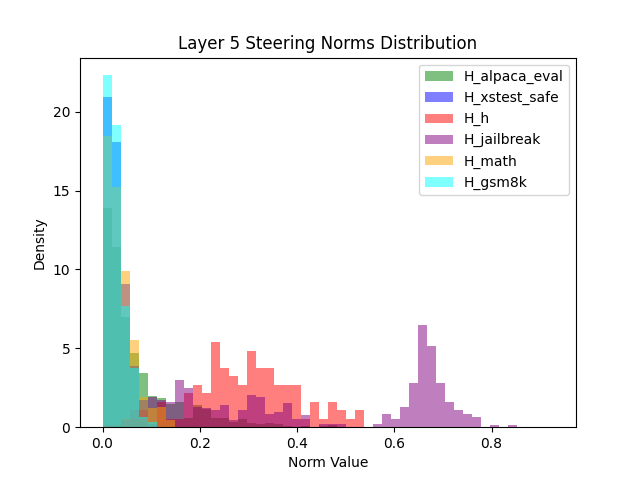 Layer 5 Steering Norms Distribution
H_alpaca_eval
H_xstest_safe
H_h
H_jailbreak
H_math
H_gsm8k
20
15
10
5
0
Density
0.0 0.2 0.4 0.6 0.8
Norm Value